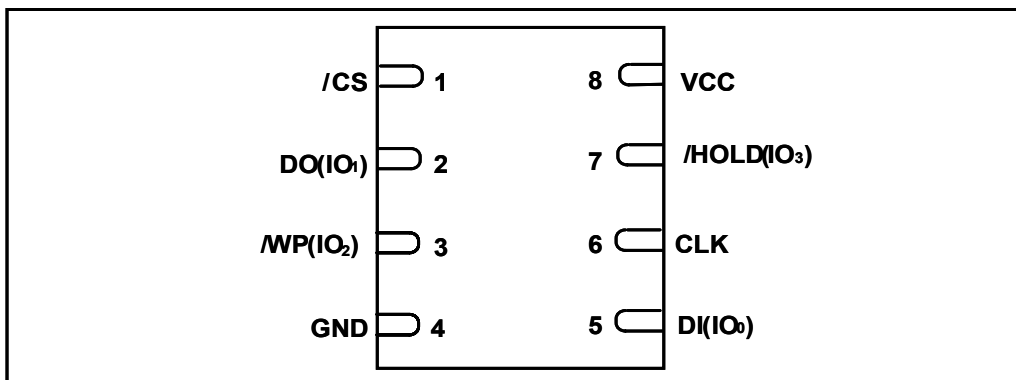 /CS 1 8 VCC
DO(IO₁) 2 7 /HOLD(IO₃)
/WP(IO₂) 3 6 CLK
GND 4 5 DI(IO₀)